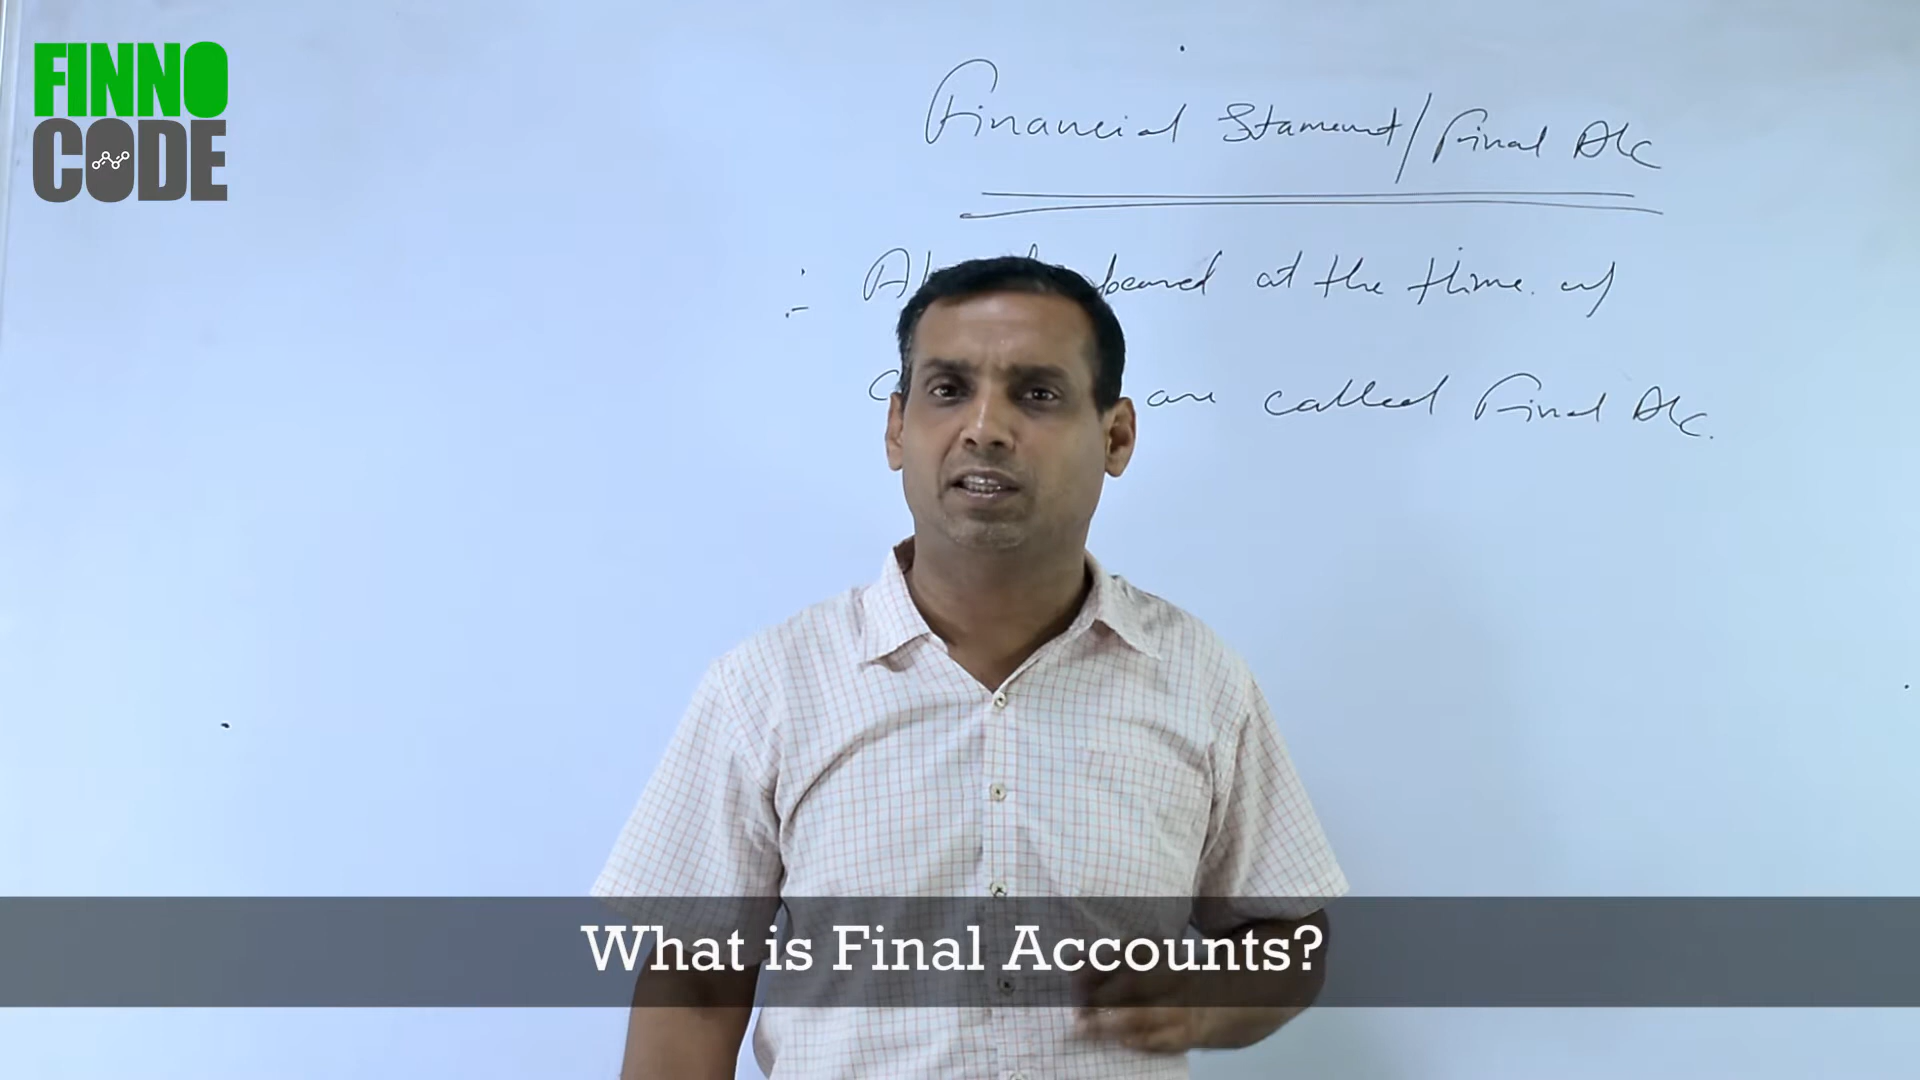 FINNO
CODE
Financial Stament/Final A/c
:- at the time of
are called Final A/c.
What is Final Accounts?